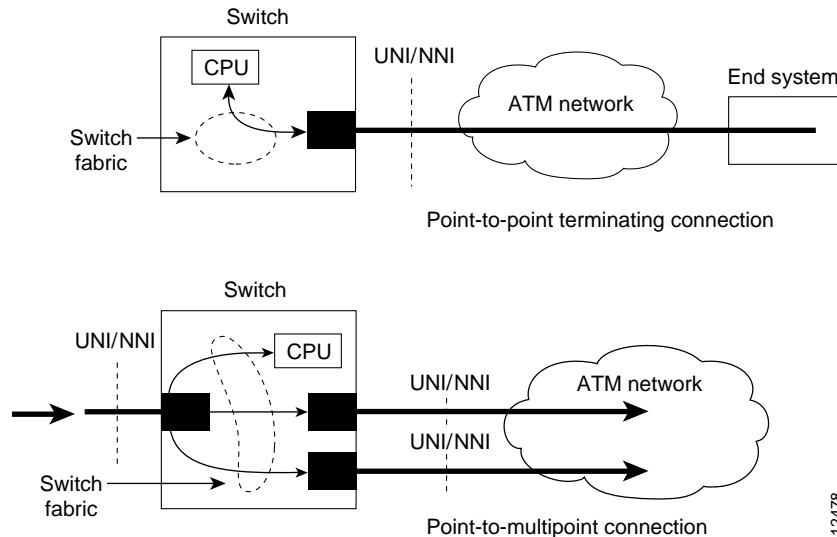 Switch
CPU
UNI/NNI
End system
ATM network
Switch
fabric
Point-to-point terminating connection
Switch
UNI/NNI
CPU
UNI/NNI
ATM network
UNI/NNI
Switch
fabric
Point-to-multipoint connection
12478